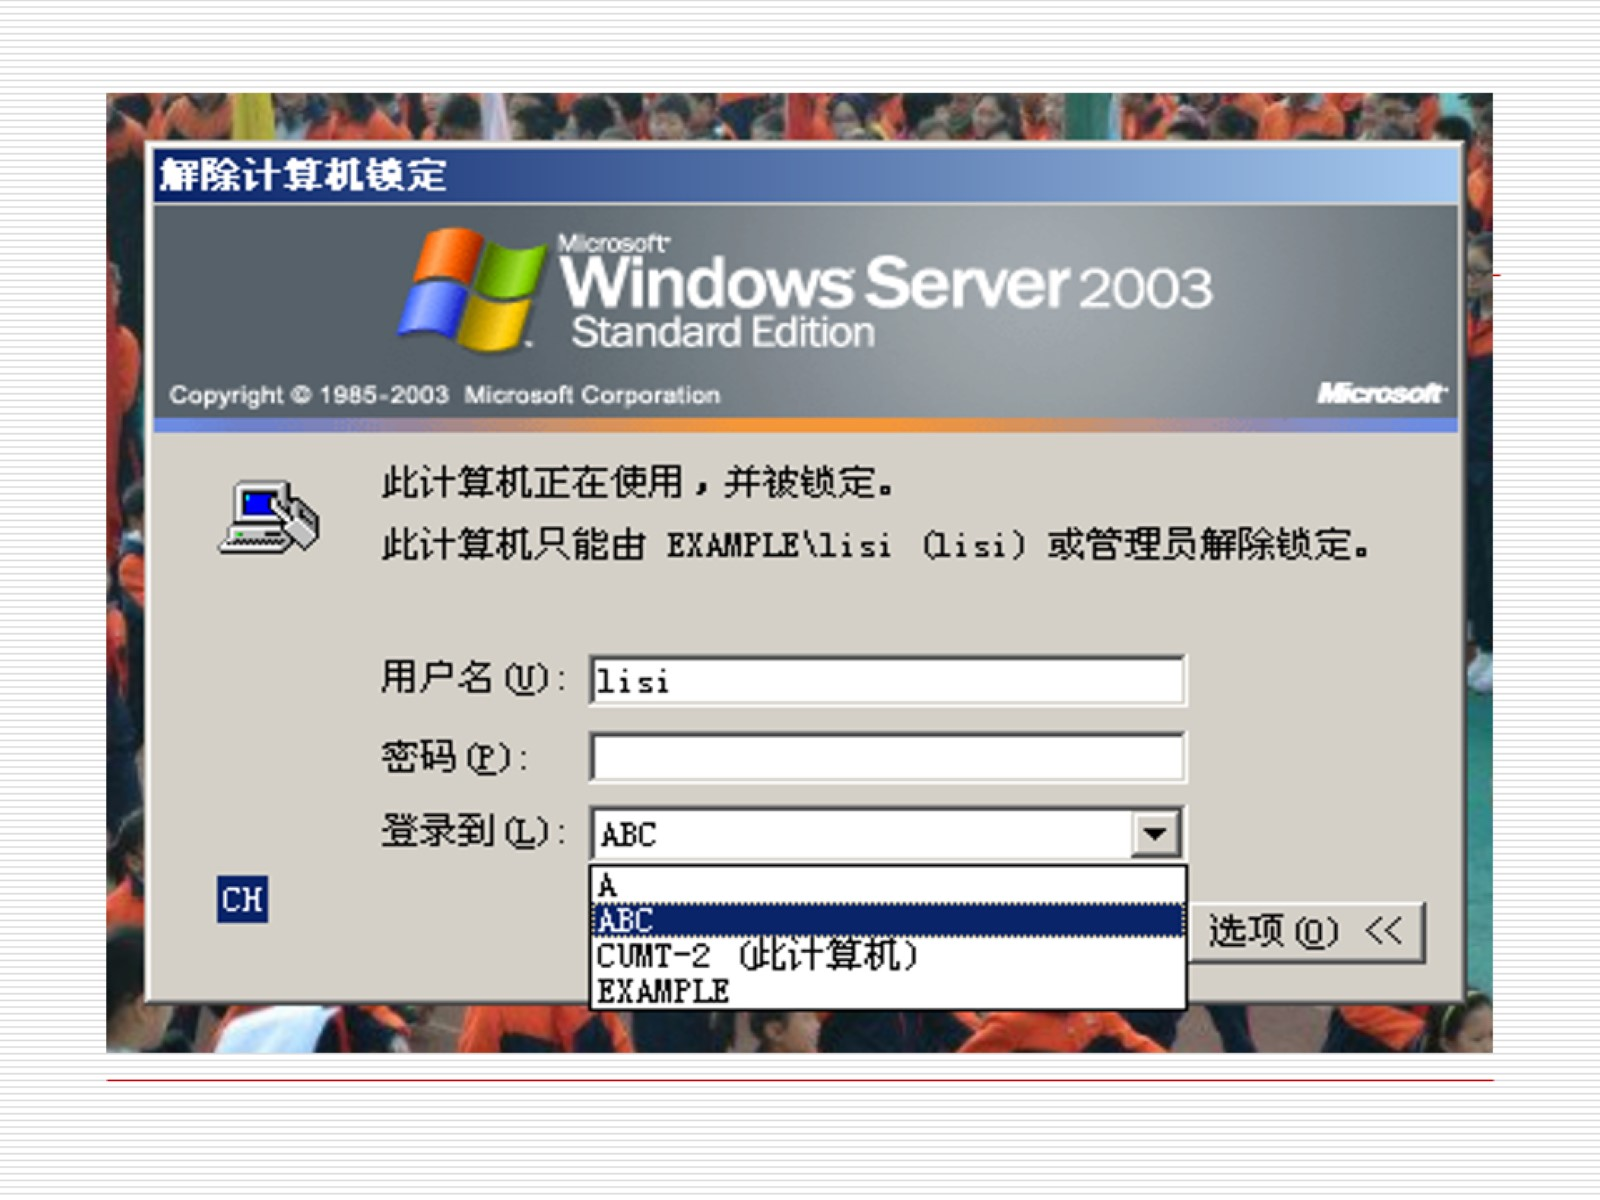 解除计算机锁定
Microsoft
Windows Server 2003
Standard Edition
Copyright © 1985-2003 Microsoft Corporation
Microsoft
此计算机正在使用，并被锁定。
此计算机只能由 EXAMPLE\lisi (lisi) 或管理员解除锁定。
用户名(U): lisi
密码(P):
登录到(L): ABC
A
ABC
CUMT-2 (此计算机)
EXAMPLE
CH
选项(O) <<